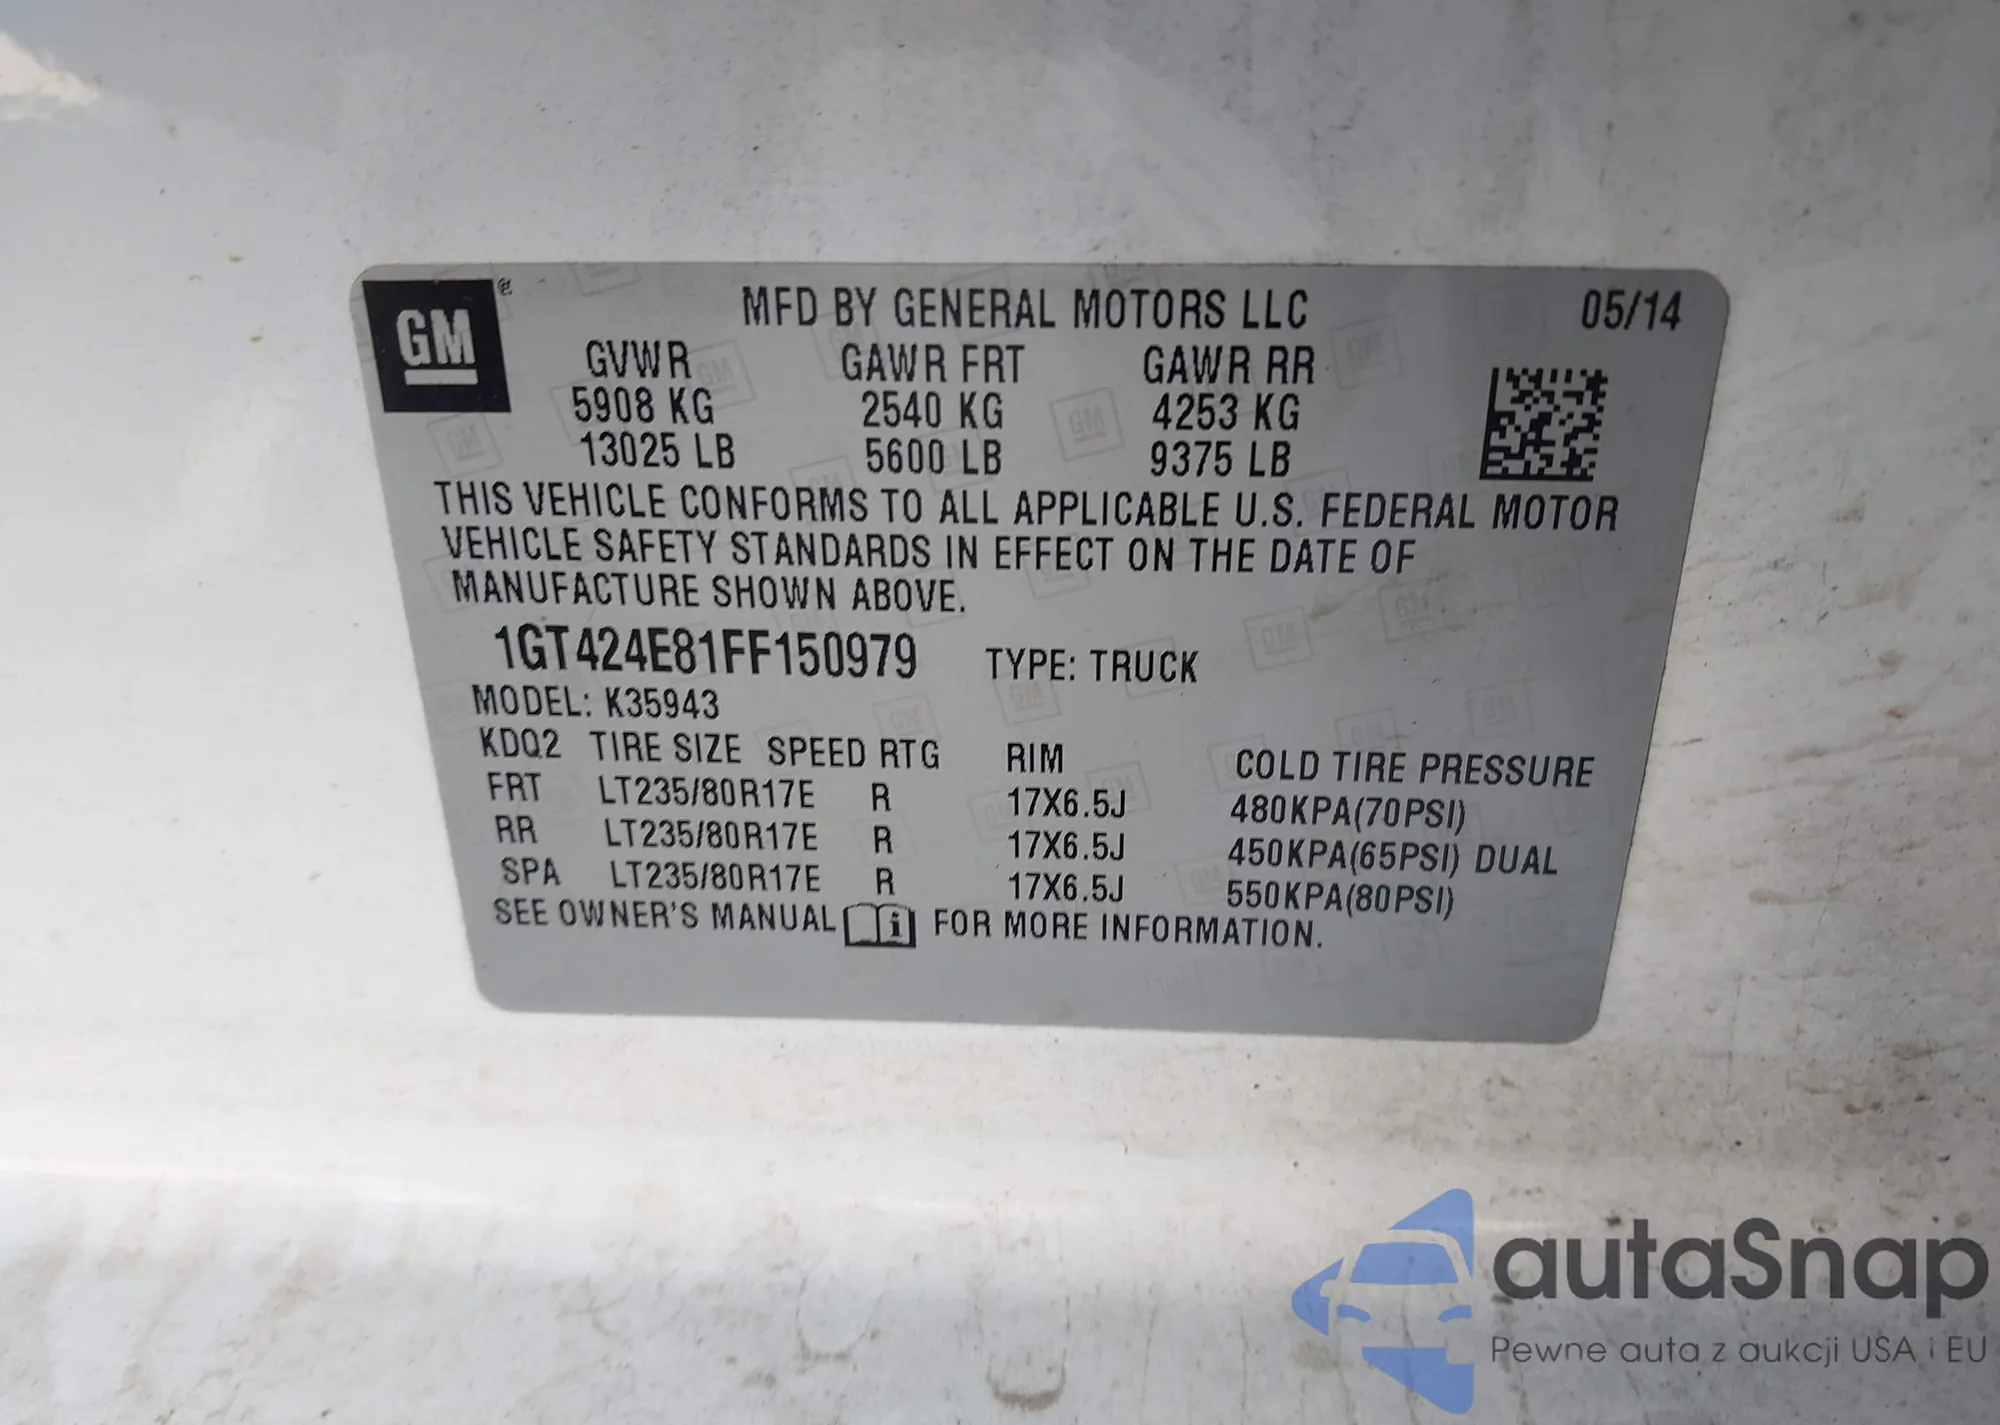 GM
MFD BY GENERAL MOTORS LLC 05/14
GVWR GAWR FRT GAWR RR
5908 KG 2540 KG 4253 KG
13025 LB 5600 LB 9375 LB
THIS VEHICLE CONFORMS TO ALL APPLICABLE U.S. FEDERAL MOTOR
VEHICLE SAFETY STANDARDS IN EFFECT ON THE DATE OF
MANUFACTURE SHOWN ABOVE.
1GT424E81FF150979 TYPE: TRUCK
MODEL: K35943
KDQ2 TIRE SIZE SPEED RTG RIM COLD TIRE PRESSURE
FRT LT235/80R17E R 17X6.5J 480KPA(70PSI)
RR LT235/80R17E R 17X6.5J 450KPA(65PSI) DUAL
SPA LT235/80R17E R 17X6.5J 550KPA(80PSI)
SEE OWNER'S MANUAL i FOR MORE INFORMATION.
autaSnap
Pewne auta z aukcji USA i EU